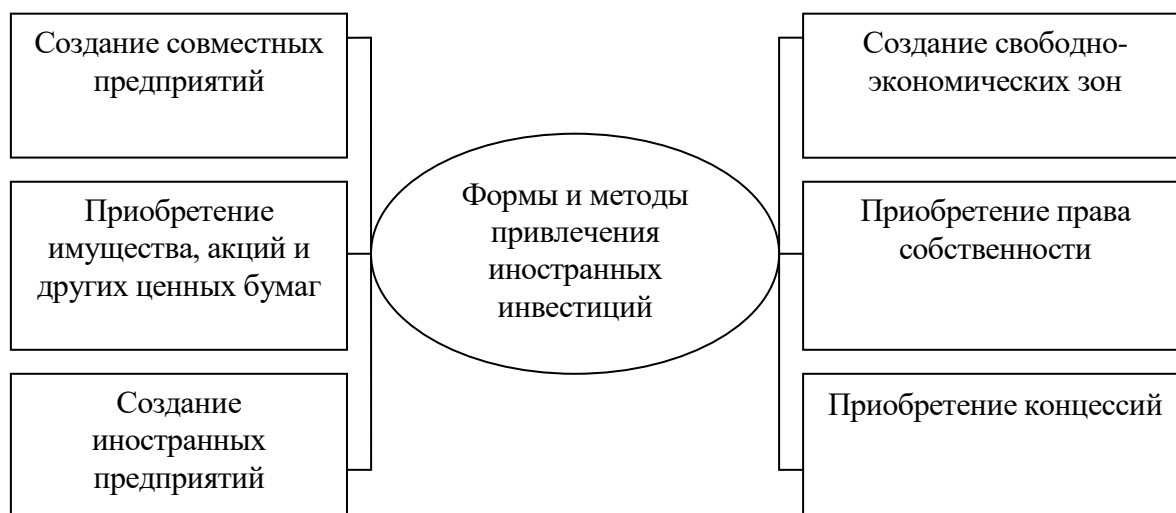 Создание совместных
предприятий
Приобретение
имущества, акций и
других ценных бумаг
Создание
иностранных
предприятий
Формы и методы
привлечения
иностранных
инвестиций
Создание свободно-
экономических зон
Приобретение права
собственности
Приобретение концессий